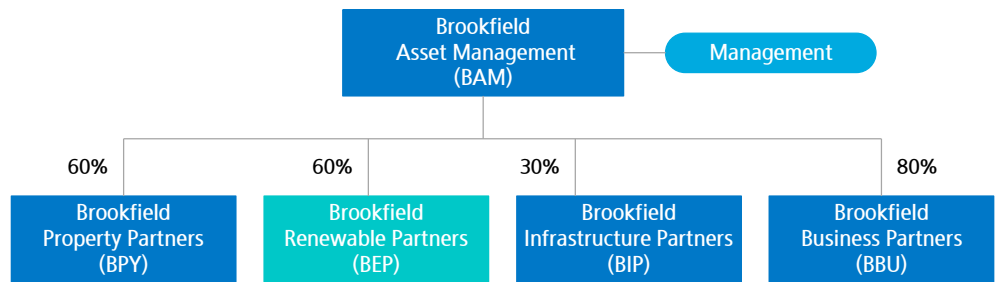 Brookfield
Asset Management
(BAM)
Management
60%
60%
30%
80%
Brookfield
Property Partners
(BPY)
Brookfield
Renewable Partners
(BEP)
Brookfield
Infrastructure Partners
(BIP)
Brookfield
Business Partners
(BBU)